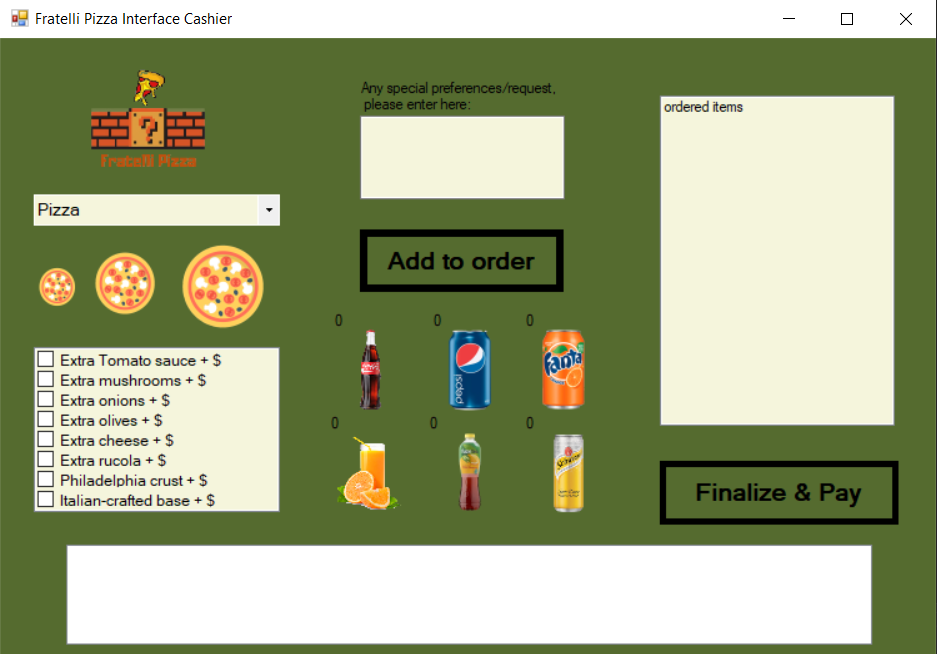 Fratelli Pizza Interface Cashier
Fratelli Pizza
Any special preferences/request,
please enter here:
ordered items
Pizza
Add to order
0 0 0
pepsi
Fanta
0 0 0
Extra Tomato sauce + $
Extra mushrooms + $
Extra onions + $
Extra olives + $
Extra cheese + $
Extra rucola + $
Philadelphia crust + $
Italian-crafted base + $
Finalize & Pay